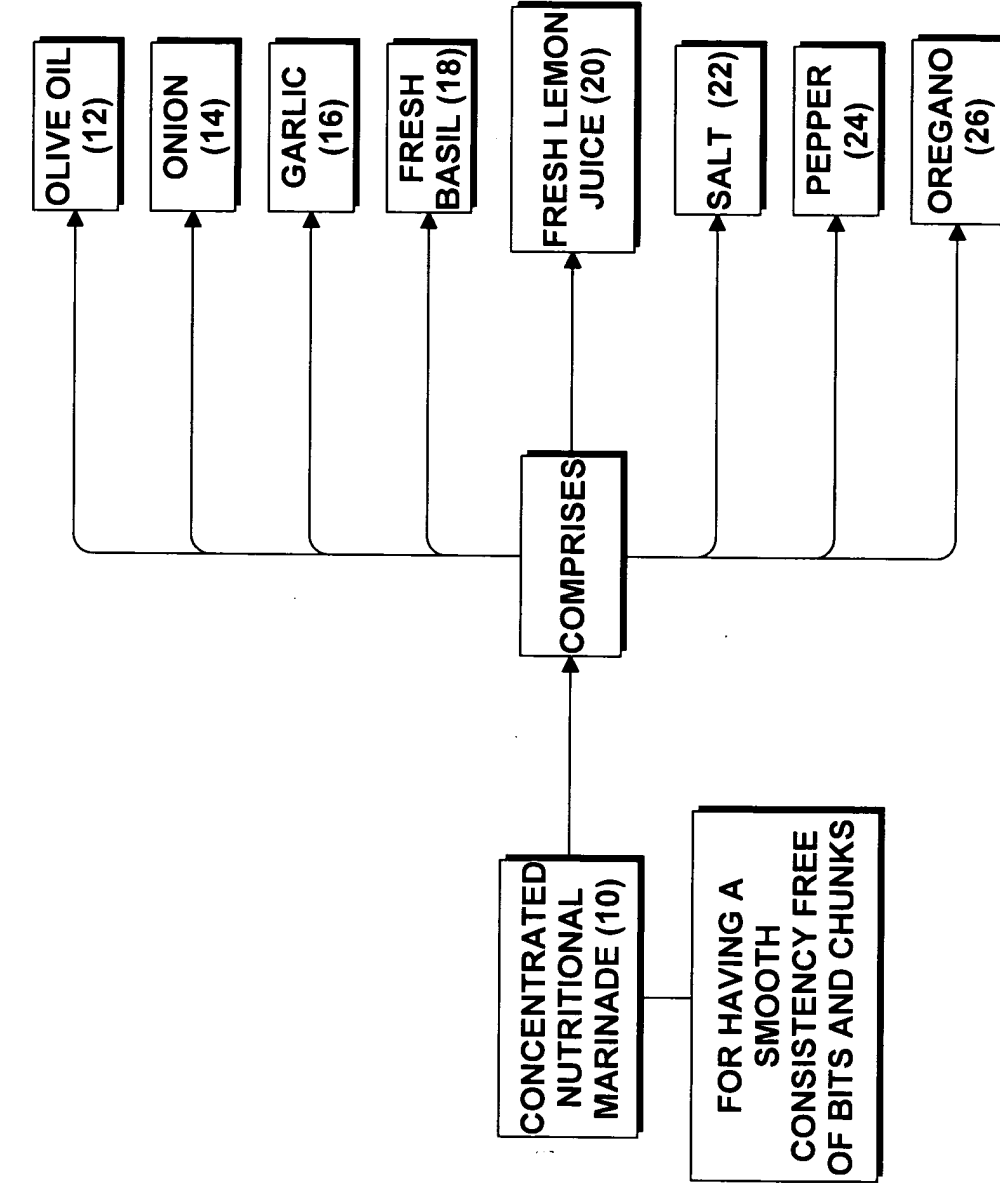 CONCENTRATED
NUTRITIONAL
MARINADE (10)
FOR HAVING A
SMOOTH
CONSISTENCY FREE
OF BITS AND CHUNKS
COMPRISES
OLIVE OIL
(12)
ONION
(14)
GARLIC
(16)
FRESH
BASIL (18)
FRESH LEMON
JUICE (20)
SALT (22)
PEPPER
(24)
OREGANO
(26)